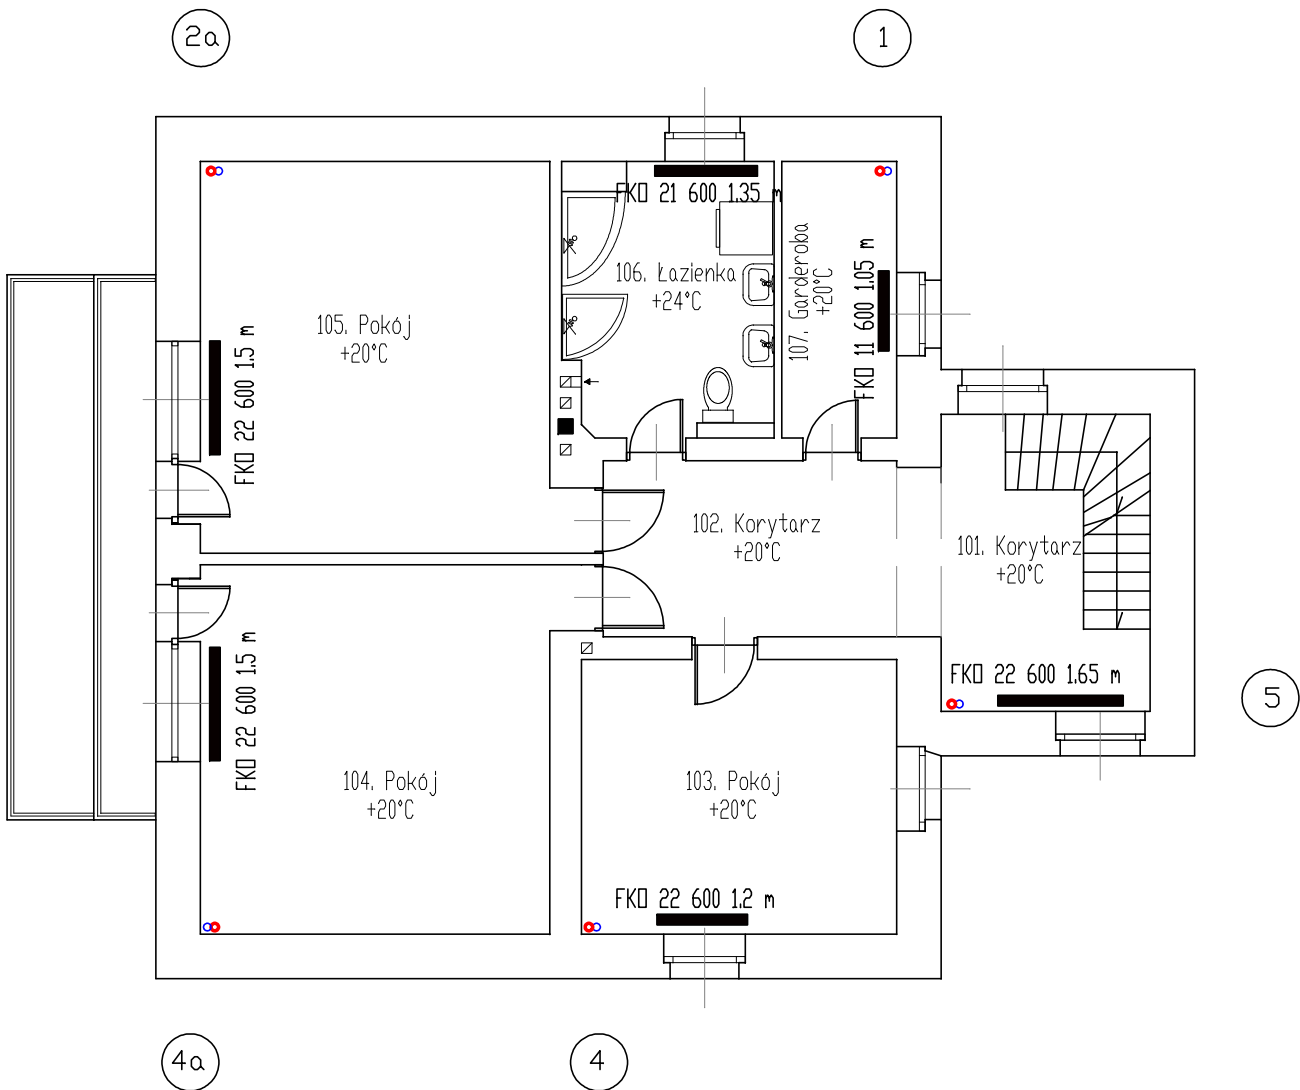 2a
1
FKO 21 600 1.35 m
106. Łazienka
+24°C
107. Garderoba
+20°C
FKO 11 600 1.05 m
105. Pokój
+20°C
FKO 22 600 1.5 m
102. Korytarz
+20°C
101. Korytarz
+20°C
FKO 22 600 1.5 m
FKO 22 600 1.65 m
5
104. Pokój
+20°C
103. Pokój
+20°C
FKO 22 600 1.2 m
4a
4